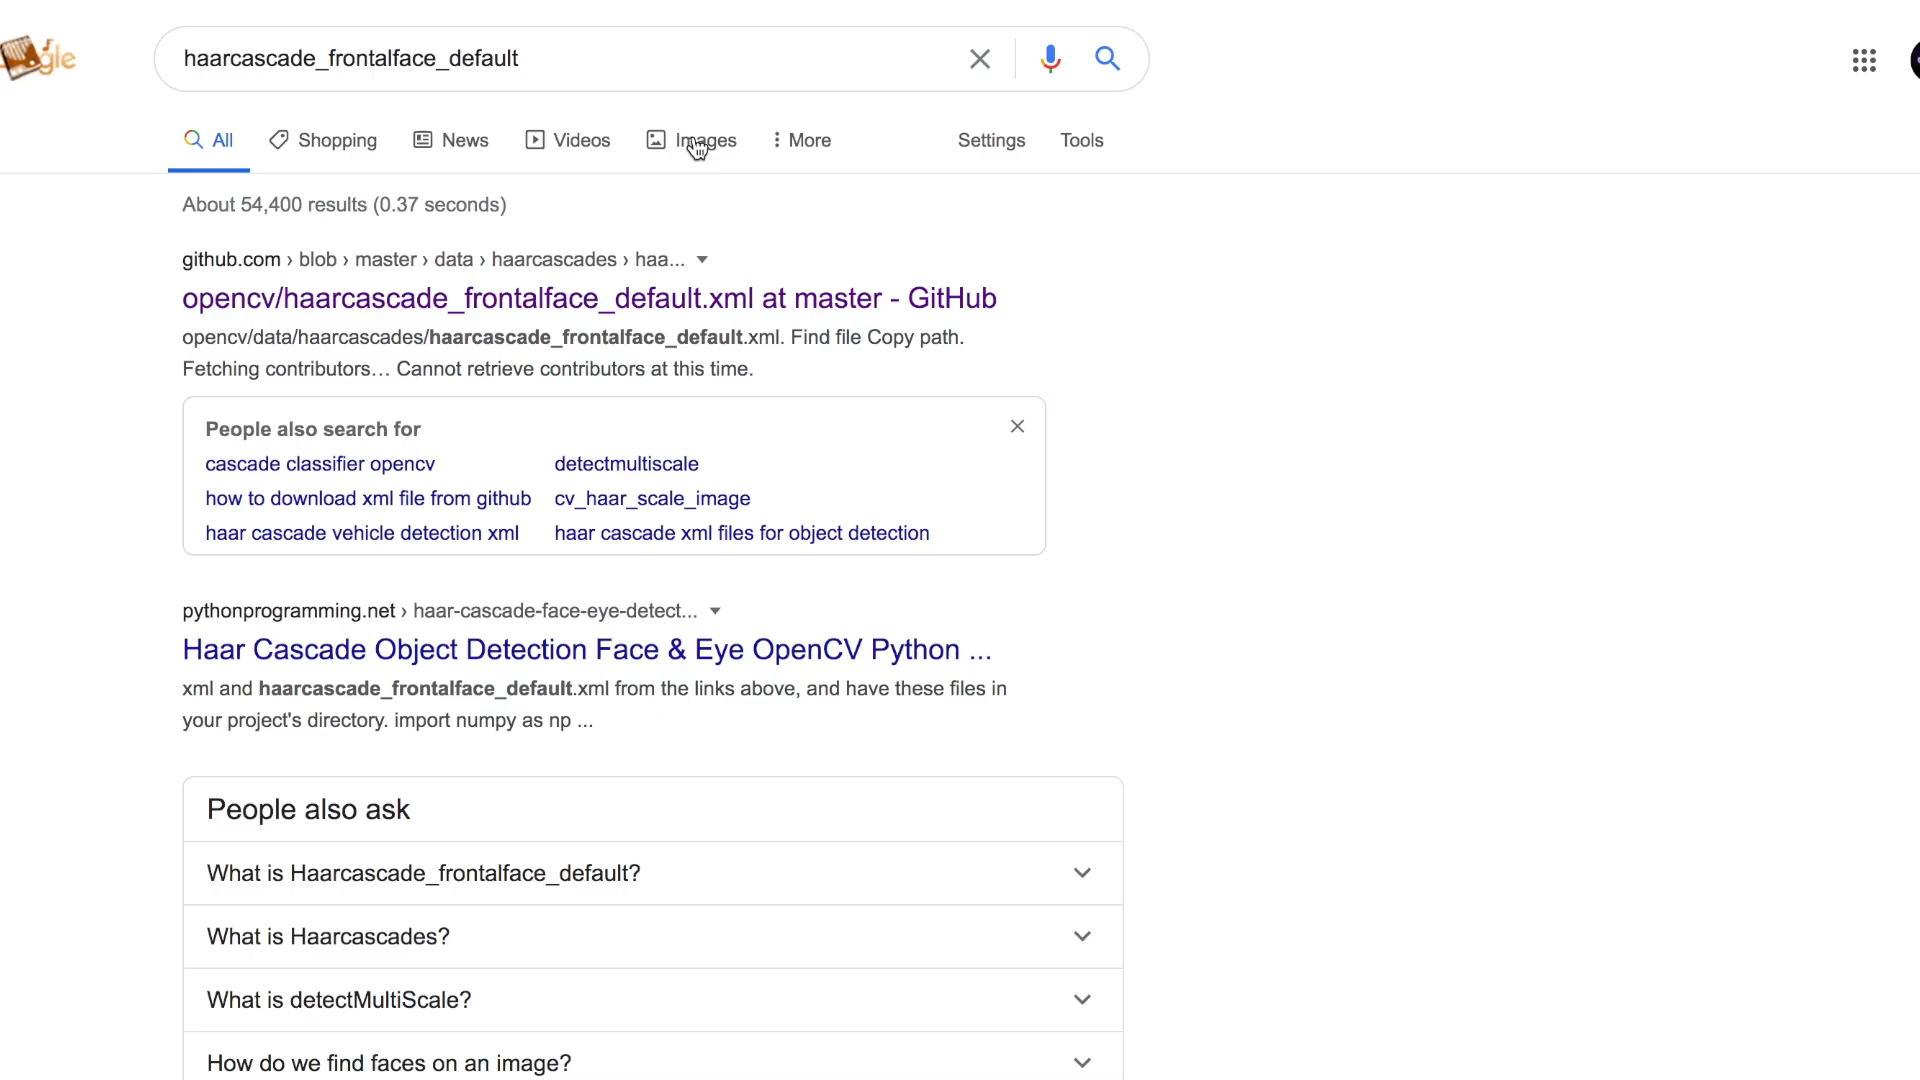 gle
haarcascade_frontalface_default
All Shopping News Videos Images More Settings Tools
About 54,400 results (0.37 seconds)
github.com › blob › master › data › haarcascades › haa...
opencv/haarcascade_frontalface_default.xml at master - GitHub
opencv/data/haarcascades/haarcascade_frontalface_default.xml. Find file Copy path.
Fetching contributors… Cannot retrieve contributors at this time.
People also search for
cascade classifier opencv detectmultiscale
how to download xml file from github cv_haar_scale_image
haar cascade vehicle detection xml haar cascade xml files for object detection
pythonprogramming.net › haar-cascade-face-eye-detect...
Haar Cascade Object Detection Face & Eye OpenCV Python ...
xml and haarcascade_frontalface_default.xml from the links above, and have these files in
your project's directory. import numpy as np ...
People also ask
What is Haarcascade_frontalface_default?
What is Haarcascades?
What is detectMultiScale?
How do we find faces on an image?